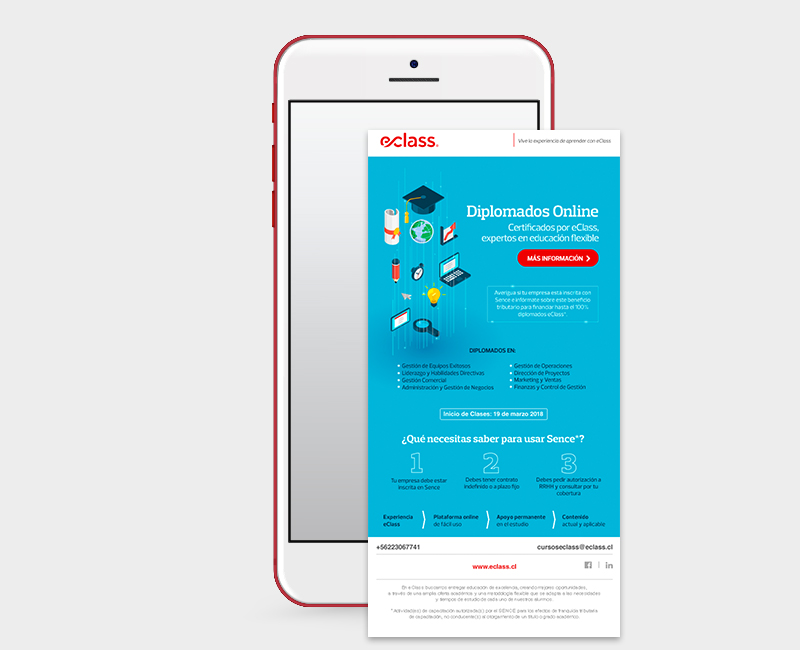 eclass.
Vive la experiencia de aprender con eClass
Diplomados Online
Certificados por eClass,
expertos en educación flexible
MÁS INFORMACIÓN
Averigua si tu empresa esta inscrita con
Sence e infórmate sobre este beneficio
tributario para financiar hasta el 100%
diplomados eClass*.
DIPLOMADOS EN:
Gestión de Equipos Exitosos
Liderazgo y Habilidades Directivas
Gestión Comercial
Administración y Gestión de Negocios
Gestión de Operaciones
Dirección de Proyectos
Marketing y Ventas
Finanzas y Control de Gestión
Inicio de Clases: 19 de marzo 2018
¿Qué necesitas saber para usar Sence*?
1
Tu empresa debe estar
inscrita en Sence
2
Debes tener contrato
indefinido o a plazo fijo
3
Debes pedir autorización a
RRHH y consultar por tu
cobertura
Experiencia
eClass
Plataforma online
de fácil uso
Apoyo permanente
en el estudio
Contenido
actual y aplicable
+56223067741
cursoseclass@eclass.cl
www.eclass.cl
En eClass buscamos entregar educación de excelencia, creando mejores oportunidades,
a través de una amplia oferta académica y una metodología flexible que se adapta a las necesidades
y tiempos de estudio de cada uno de nuestros alumnos.
*Actividad(es) de capacitación autorizada(s) por el SENCE para los efectos de franquicia tributaria
de capacitación, no conducente(s) al otorgamiento de un título o grado académico.